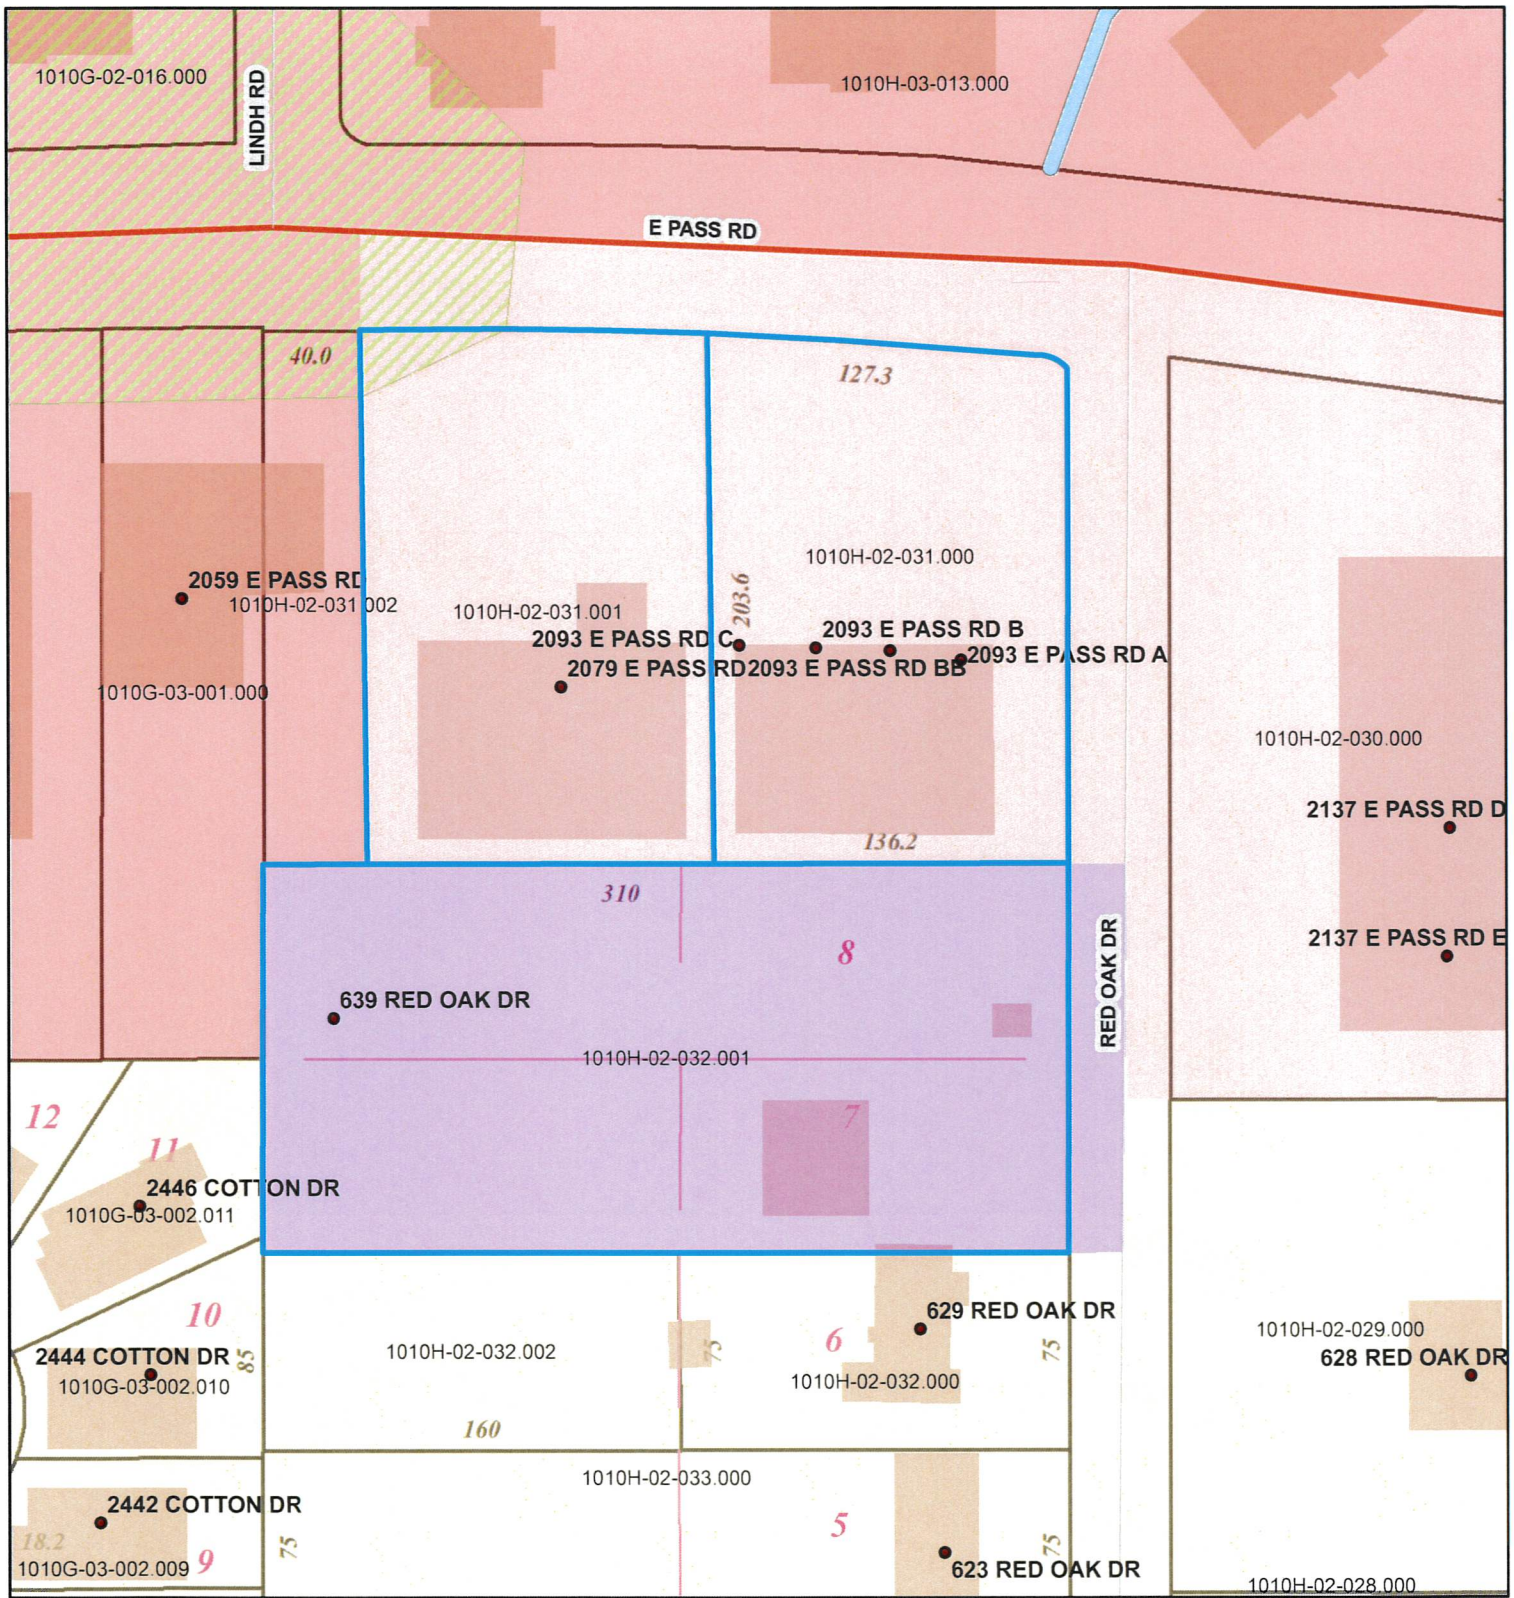 1010G-02-016.000
LINDH RD
1010H-03-013.000
E PASS RD
40.0
127.3
1010H-02-031.000
2059 E PASS RD
1010H-02-031.002
1010H-02-031.001
203.6
2093 E PASS RD C
2093 E PASS RD B
2093 E PASS RD A
2079 E PASS RD
2093 E PASS RD BB
1010G-03-001.000
1010H-02-030.000
2137 E PASS RD D
136.2
310
8
RED OAK DR
2137 E PASS RD E
639 RED OAK DR
1010H-02-032.001
12
11
7
2446 COTTON DR
1010G-03-002.011
10
629 RED OAK DR
6
1010H-02-029.000
2444 COTTON DR
85
1010H-02-032.002
75
75
628 RED OAK DR
1010G-03-002.010
1010H-02-032.000
160
1010H-02-033.000
2442 COTTON DR
5
18.2
75
75
1010G-03-002.009
9
623 RED OAK DR
1010H-02-028.000